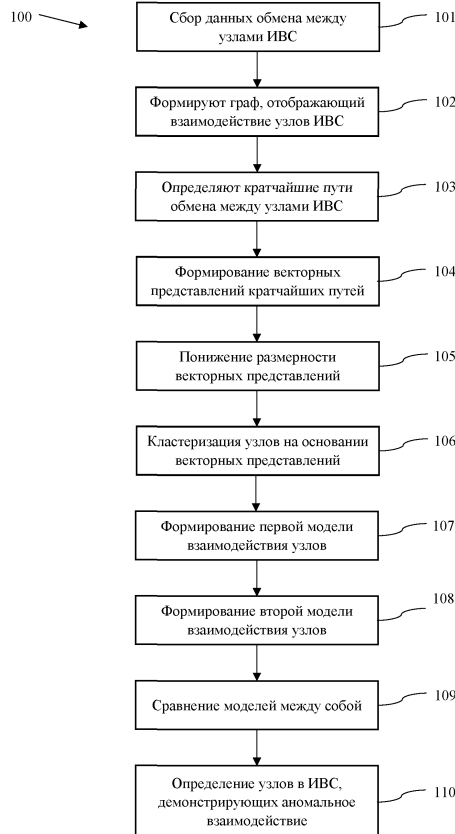 100
Сбор данных обмена между
узлами ИВС
101
Формируют граф, отображающий
взаимодействие узлов ИВС
102
Определяют кратчайшие пути
обмена между узлами ИВС
103
Формирование векторных
представлений кратчайших путей
104
Понижение размерности
векторных представлений
105
Кластеризация узлов на основании
векторных представлений
106
Формирование первой модели
взаимодействия узлов
107
Формирование второй модели
взаимодействия узлов
108
Сравнение моделей между собой
109
Определение узлов в ИВС,
демонстрирующих аномальное
взаимодействие
110